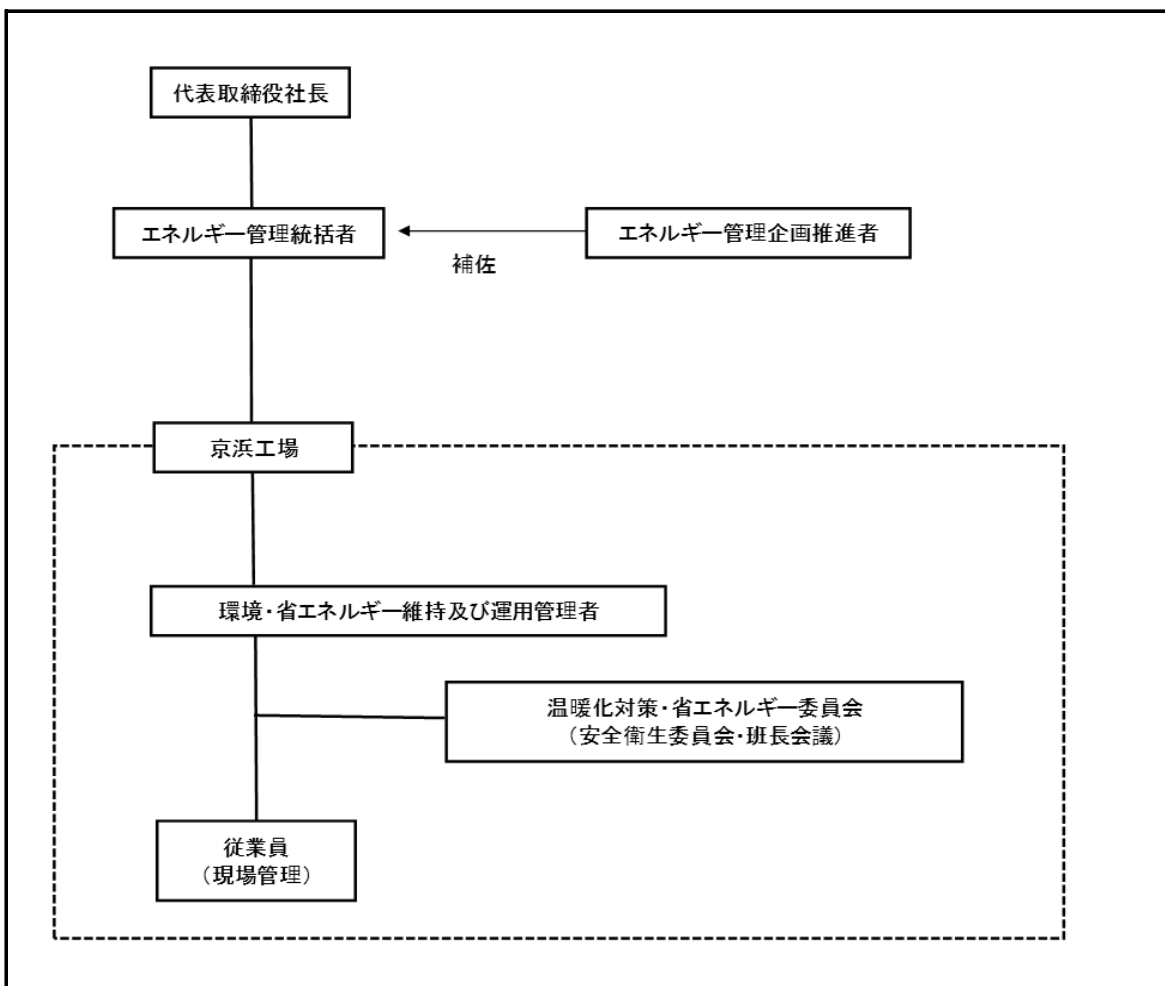 代表取締役社長
エネルギー管理統括者
エネルギー管理企画推進者
補佐
京浜工場
環境・省エネルギー維持及び運用管理者
温暖化対策・省エネルギー委員会
（安全衛生委員会・班長会議）
従業員
（現場管理）